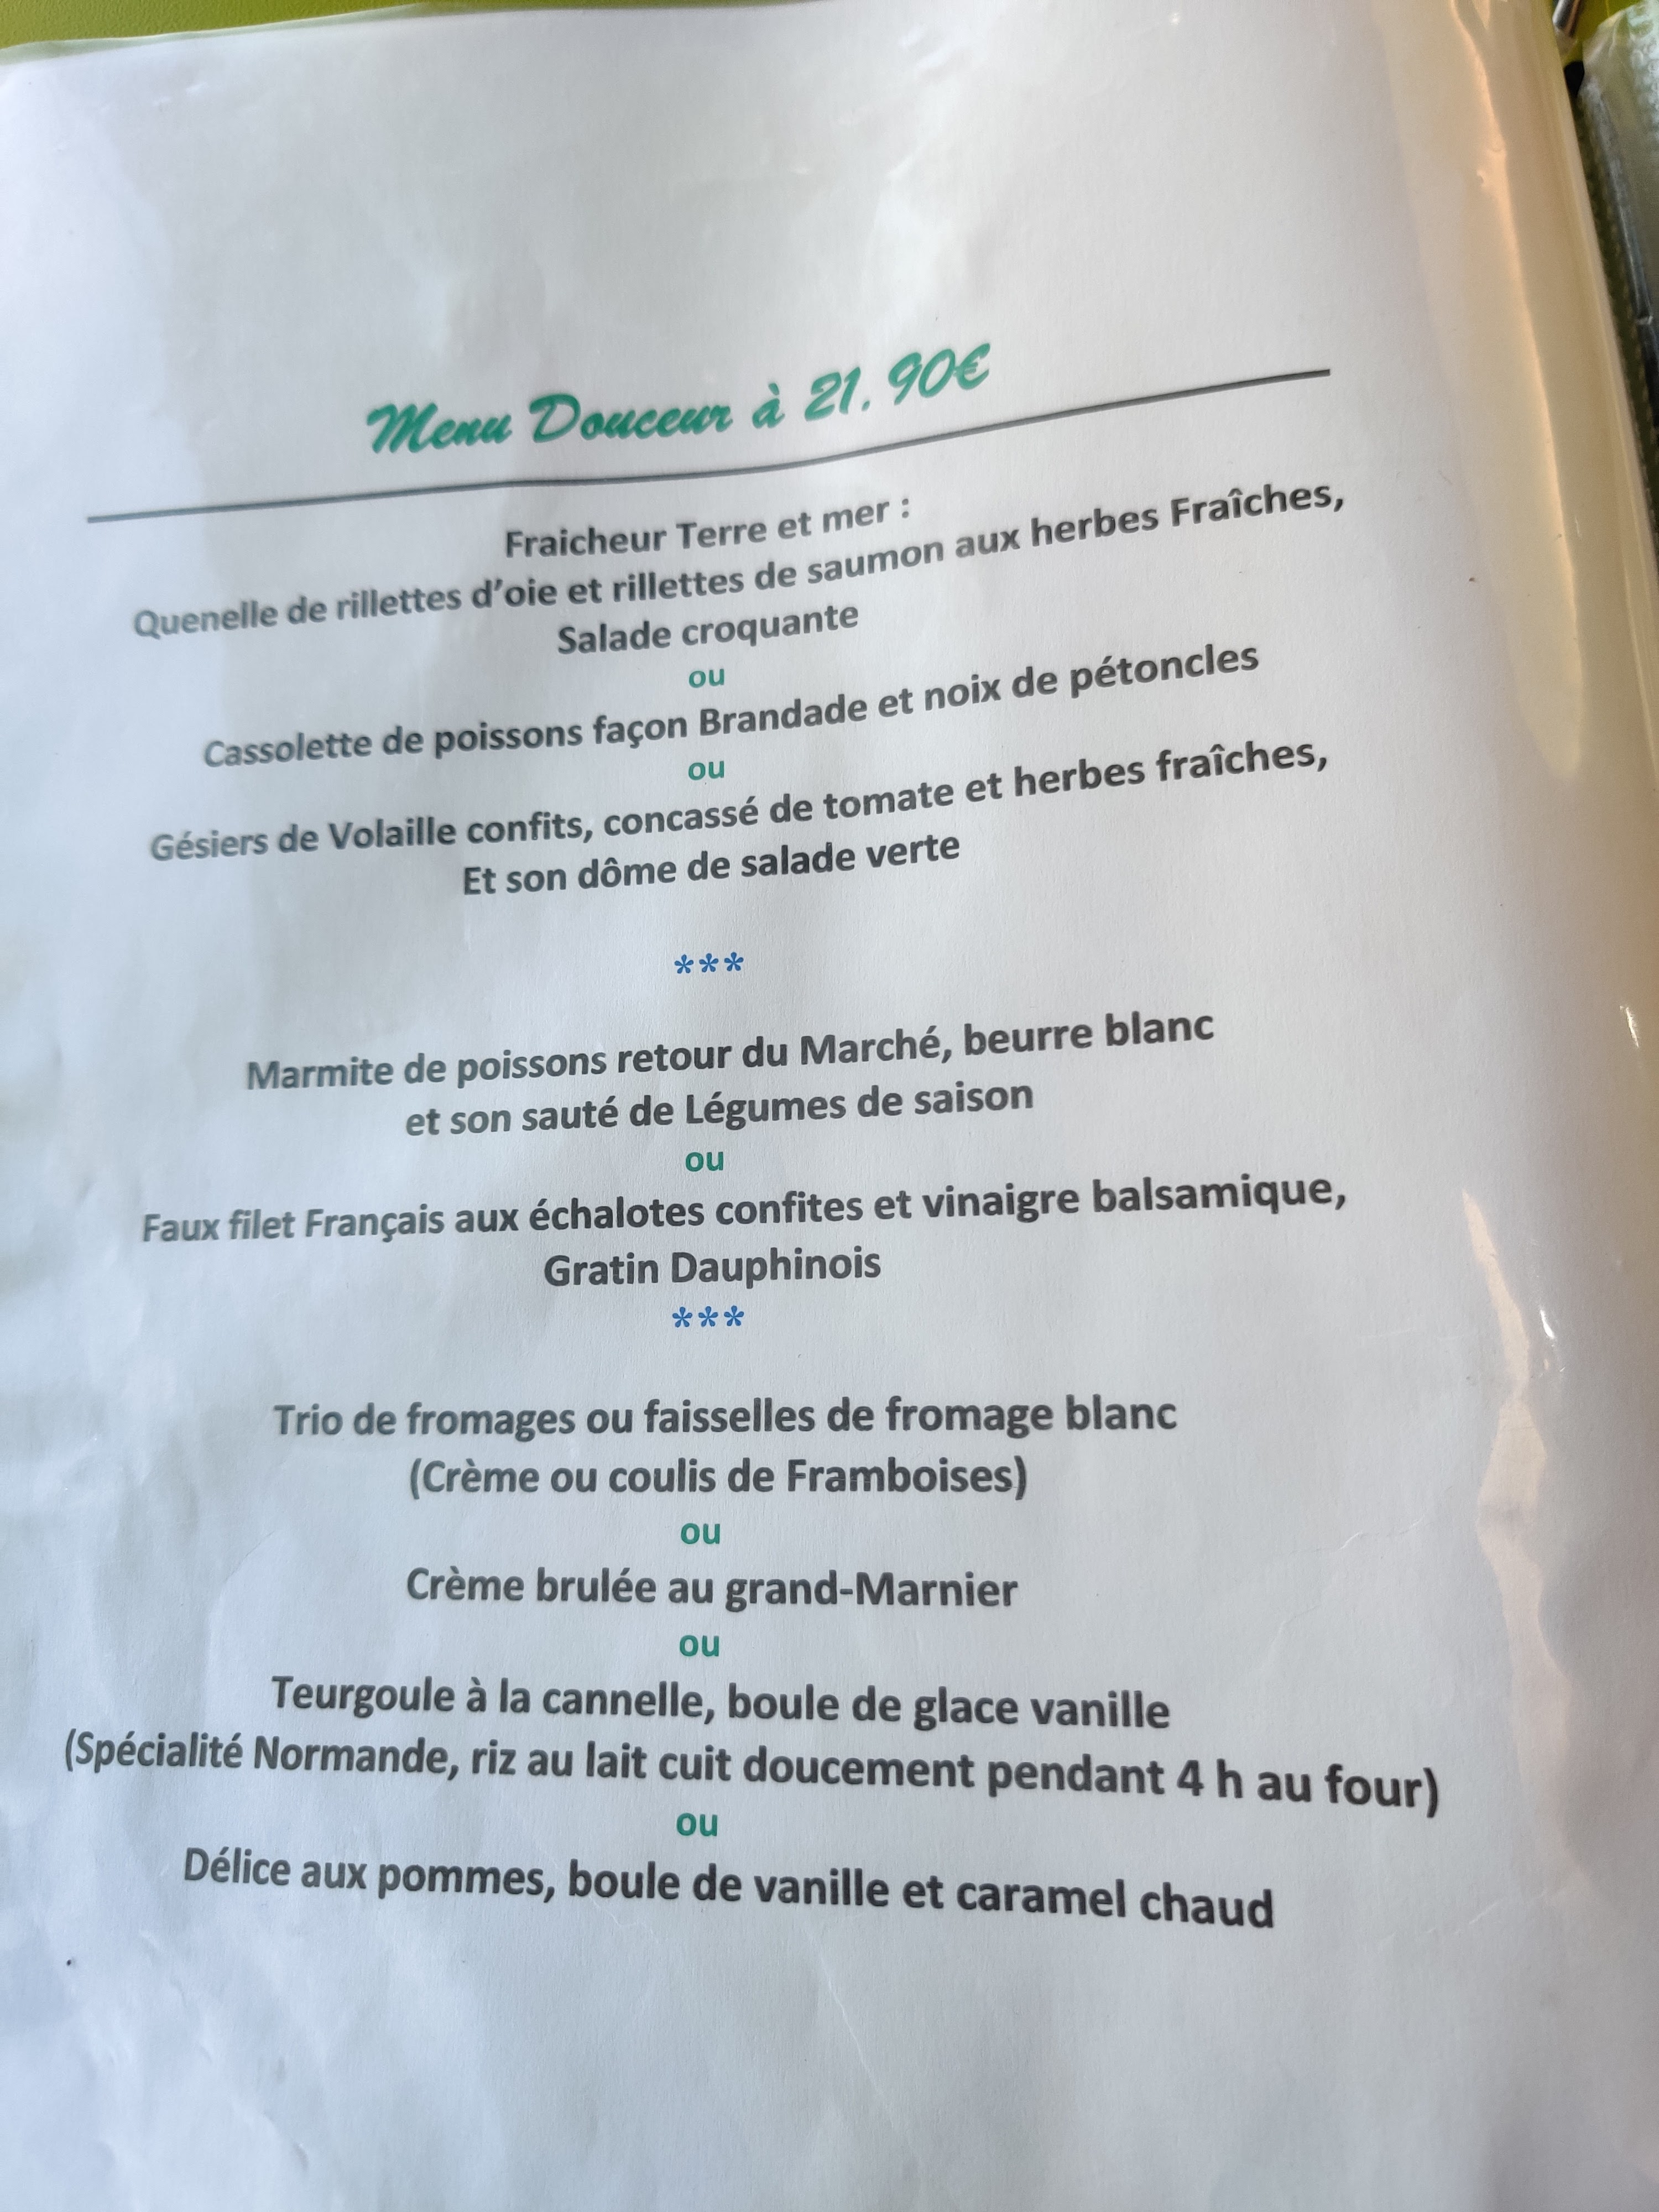 Menu Douceur à 21.90€
Fraicheur Terre et mer :
Quenelle de rillettes d'oie et rillettes de saumon aux herbes Fraîches,
Salade croquante
ou
Cassolette de poissons façon Brandade et noix de pétoncles
ou
Gésiers de Volaille confits, concassé de tomate et herbes fraîches,
Et son dôme de salade verte
***
Marmite de poissons retour du Marché, beurre blanc
et son sauté de Légumes de saison
ou
Faux filet Français aux échalotes confites et vinaigre balsamique,
Gratin Dauphinois
***
Trio de fromages ou faisselles de fromage blanc
(Crème ou coulis de Framboises)
ou
Crème brulée au grand-Marnier
ou
Teurgoule à la cannelle, boule de glace vanille
(Spécialité Normande, riz au lait cuit doucement pendant 4 h au four)
ou
Délice aux pommes, boule de vanille et caramel chaud